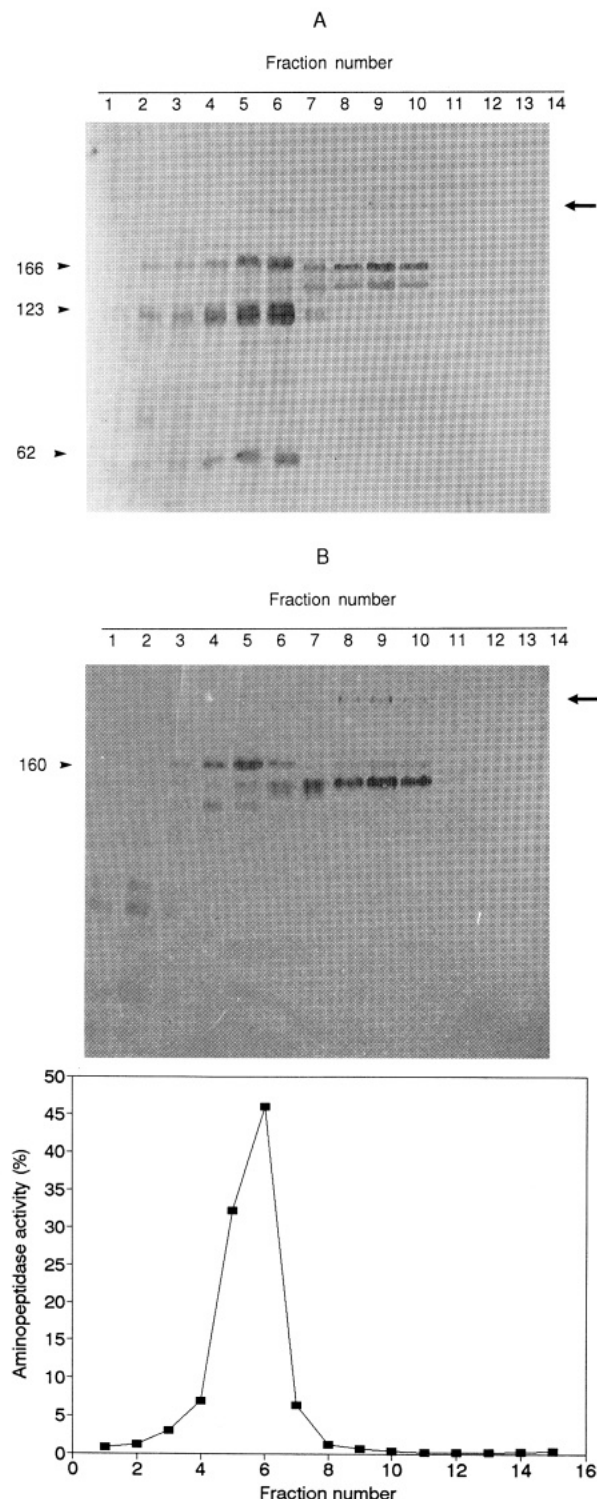 A
Fraction number
1 2 3 4 5 6 7 8 9 10 11 12 13 14
166
123
62
B
Fraction number
1 2 3 4 5 6 7 8 9 10 11 12 13 14
160
50
45
40
35
30
25
20
15
10
5
0
Aminopeptidase activity (%)
0 2 4 6 8 10 12 14 16
Fraction number